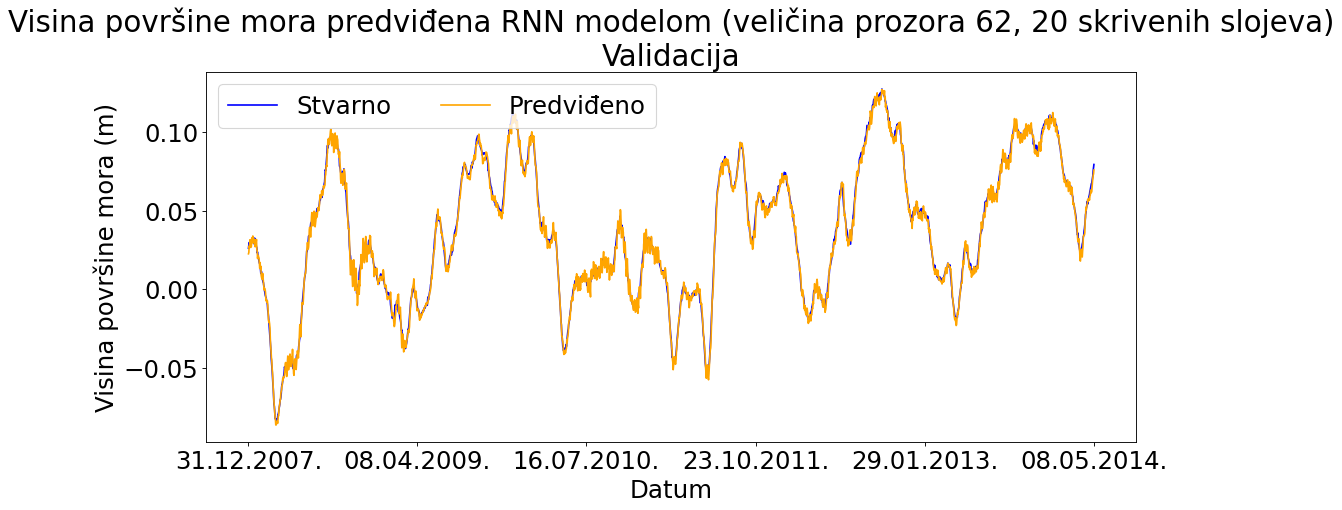 Visina površine mora predviđena RNN modelom (veličina prozora 62, 20 skrivenih slojeva)
Validacija
Stvarno Predviđeno
Visina površine mora (m)
0.10
0.05
0.00
−0.05
31.12.2007. 08.04.2009. 16.07.2010. 23.10.2011. 29.01.2013. 08.05.2014.
Datum